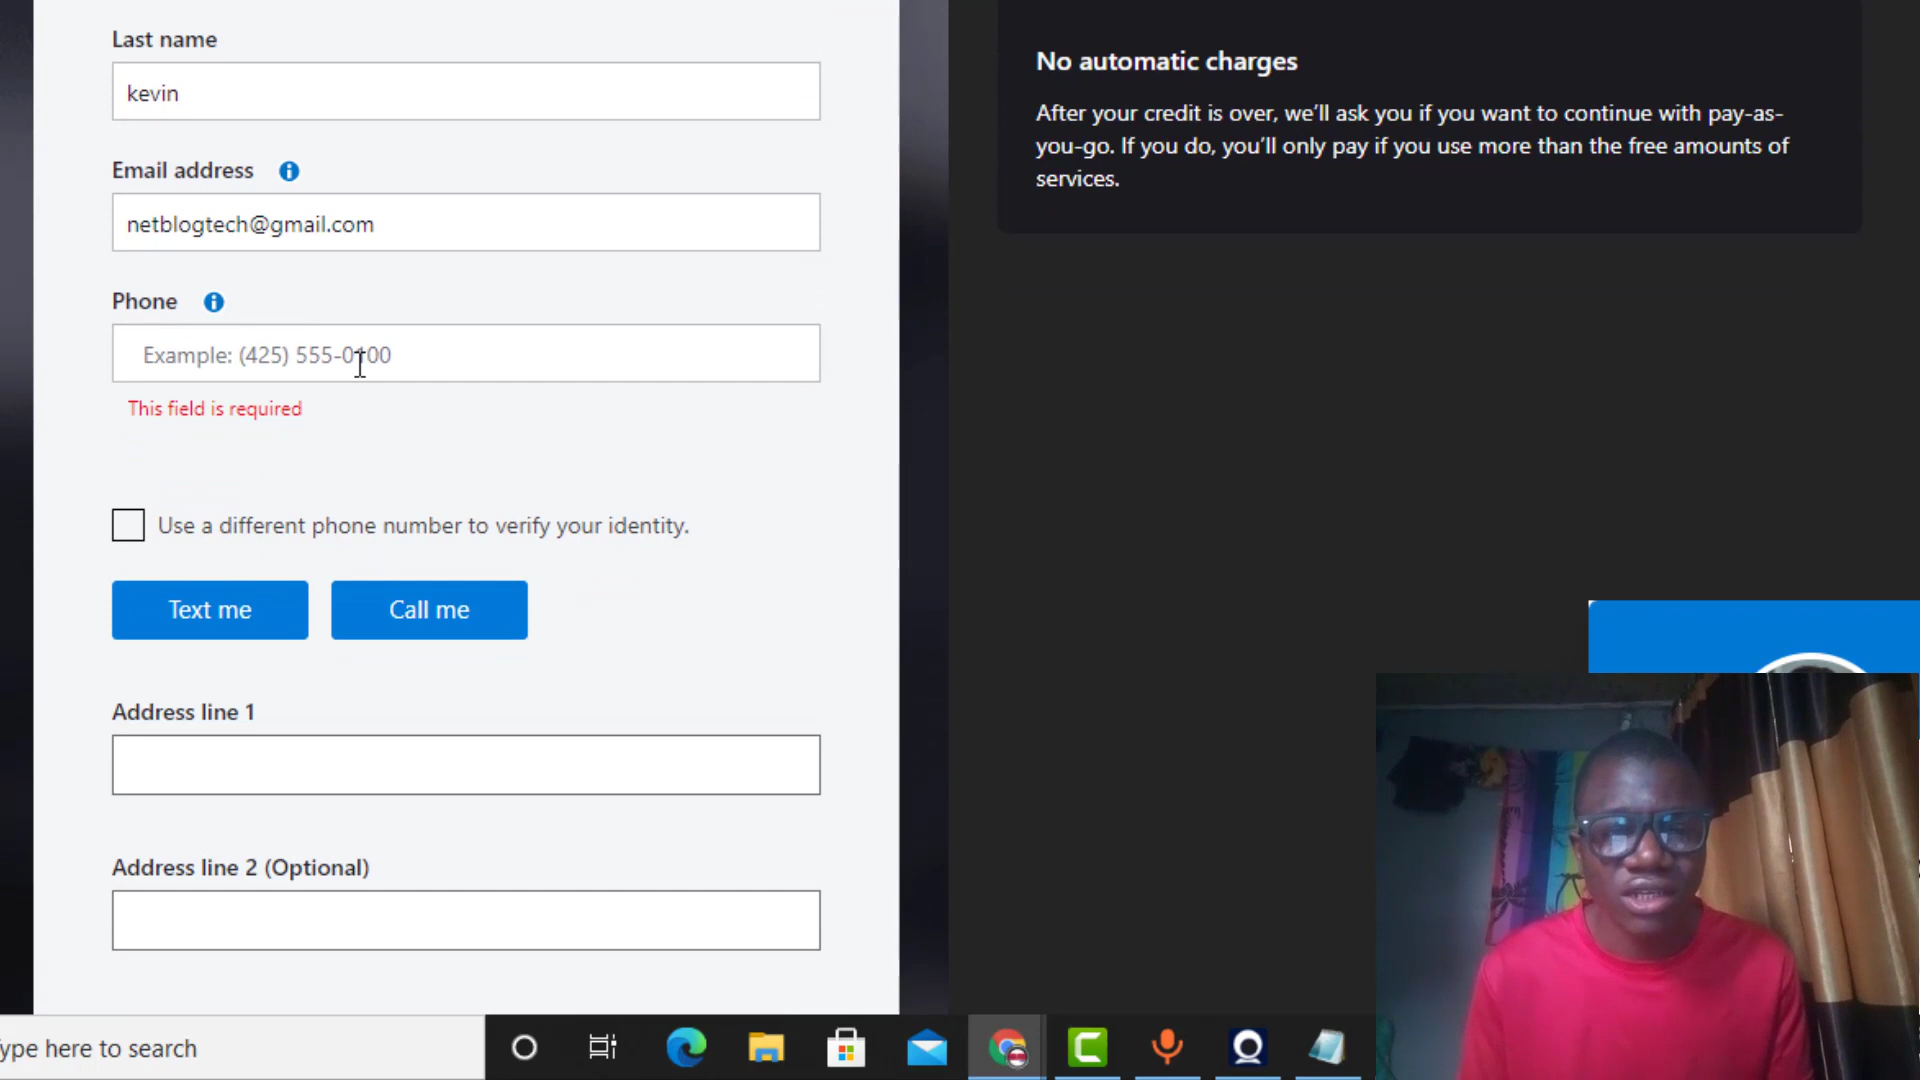 Last name
kevin
Email address
netblogtech@gmail.com
Phone
Example: (425) 555-0100
This field is required
Use a different phone number to verify your identity.
Text me
Call me
Address line 1
Address line 2 (Optional)
No automatic charges
After your credit is over, we'll ask you if you want to continue with pay-as-
you-go. If you do, you'll only pay if you use more than the free amounts of
services.
ype here to search